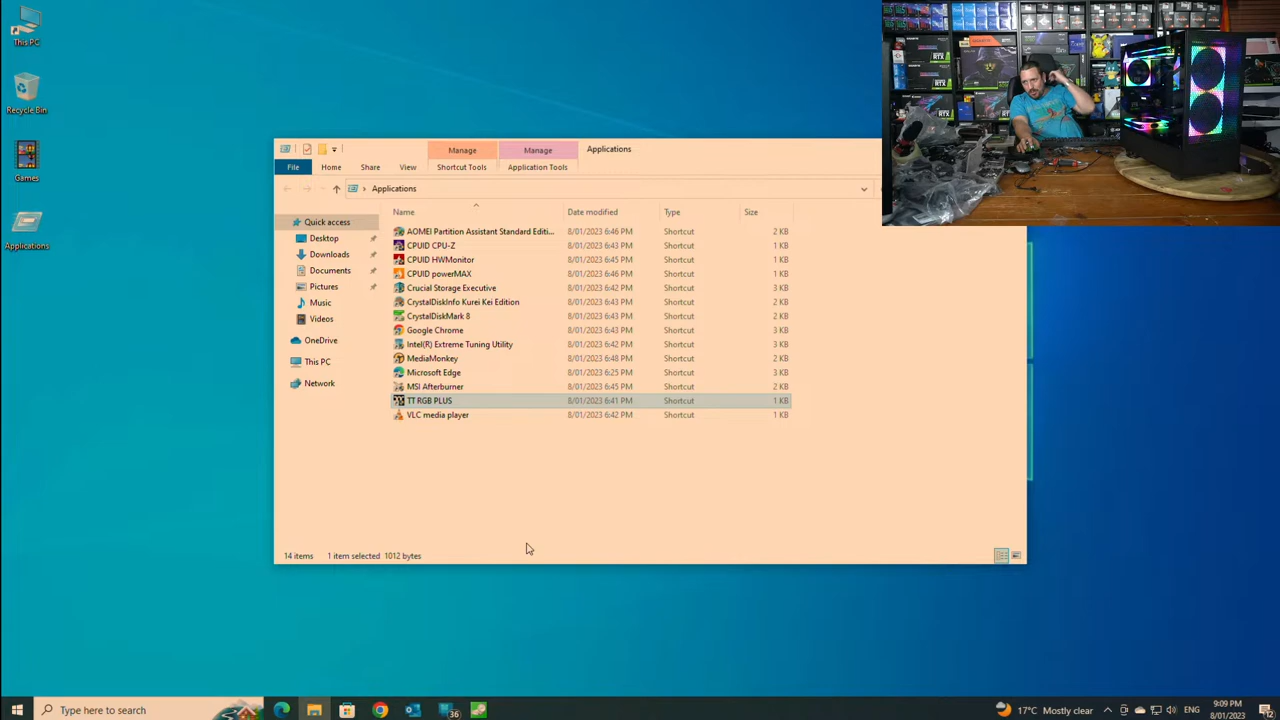 This PC
Recycle Bin
Games
Applications
Manage
Manage
Applications
File
Home
Share
View
Shortcut Tools
Application Tools
Applications
Name
Date modified
Type
Size
Quick access
Desktop
Downloads
Documents
Pictures
Music
Videos
OneDrive
This PC
Network
AOMEI Partition Assistant Standard Editi... 8/01/2023 6:46 PM Shortcut 2 KB
CPUID CPU-Z 8/01/2023 6:43 PM Shortcut 1 KB
CPUID HWMonitor 8/01/2023 6:45 PM Shortcut 1 KB
CPUID powerMAX 8/01/2023 6:46 PM Shortcut 1 KB
Crucial Storage Executive 8/01/2023 6:42 PM Shortcut 3 KB
CrystalDiskInfo Kurei Kei Edition 8/01/2023 6:43 PM Shortcut 2 KB
CrystalDiskMark 8 8/01/2023 6:43 PM Shortcut 2 KB
Google Chrome 8/01/2023 6:43 PM Shortcut 3 KB
Intel(R) Extreme Tuning Utility 8/01/2023 6:42 PM Shortcut 3 KB
MediaMonkey 8/01/2023 6:48 PM Shortcut 2 KB
Microsoft Edge 8/01/2023 6:25 PM Shortcut 3 KB
MSI Afterburner 8/01/2023 6:45 PM Shortcut 2 KB
TT RGB PLUS 8/01/2023 6:41 PM Shortcut 1 KB
VLC media player 8/01/2023 6:42 PM Shortcut 2 KB
14 items 1 item selected 1012 bytes
Type here to search
36
17°C Mostly clear
ENG
9:09 PM
8/01/2023